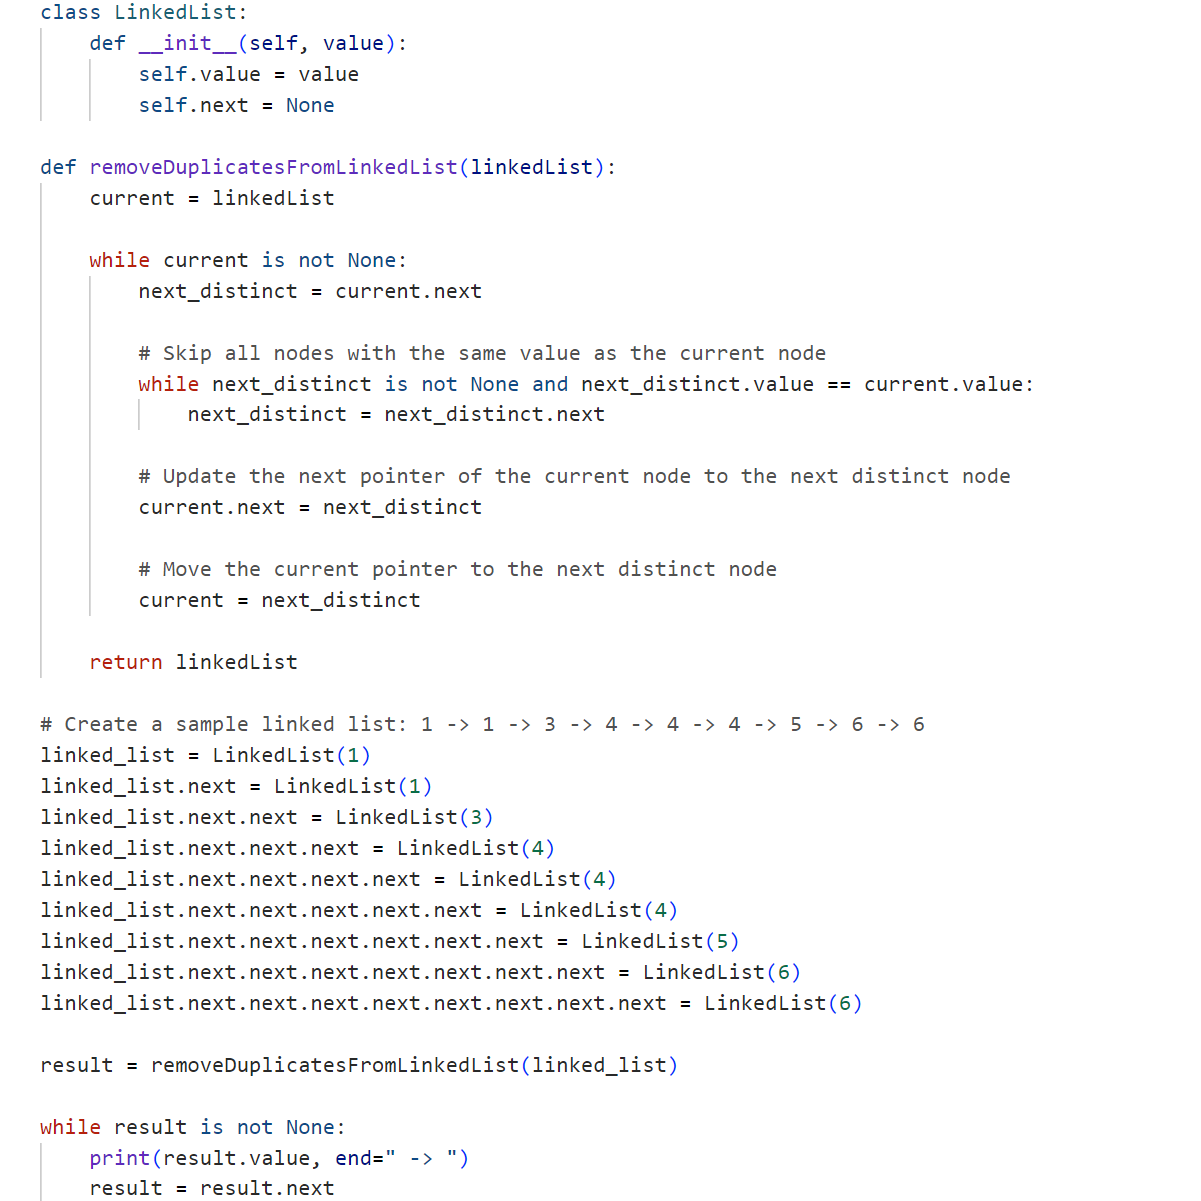 class LinkedList:
    def __init__(self, value):
        self.value = value
        self.next = None
def removeDuplicatesFromLinkedList(linkedList):
    current = linkedList
    while current is not None:
        next_distinct = current.next
        # Skip all nodes with the same value as the current node
        while next_distinct is not None and next_distinct.value == current.value:
            next_distinct = next_distinct.next
        # Update the next pointer of the current node to the next distinct node
        current.next = next_distinct
        # Move the current pointer to the next distinct node
        current = next_distinct
    return linkedList
# Create a sample linked list: 1 -> 1 -> 3 -> 4 -> 4 -> 4 -> 5 -> 6 -> 6
linked_list = LinkedList(1)
linked_list.next = LinkedList(1)
linked_list.next.next = LinkedList(3)
linked_list.next.next.next = LinkedList(4)
linked_list.next.next.next.next = LinkedList(4)
linked_list.next.next.next.next.next = LinkedList(4)
linked_list.next.next.next.next.next.next = LinkedList(5)
linked_list.next.next.next.next.next.next.next = LinkedList(6)
linked_list.next.next.next.next.next.next.next.next = LinkedList(6)
result = removeDuplicatesFromLinkedList(linked_list)
while result is not None:
    print(result.value, end=" -> ")
    result = result.next